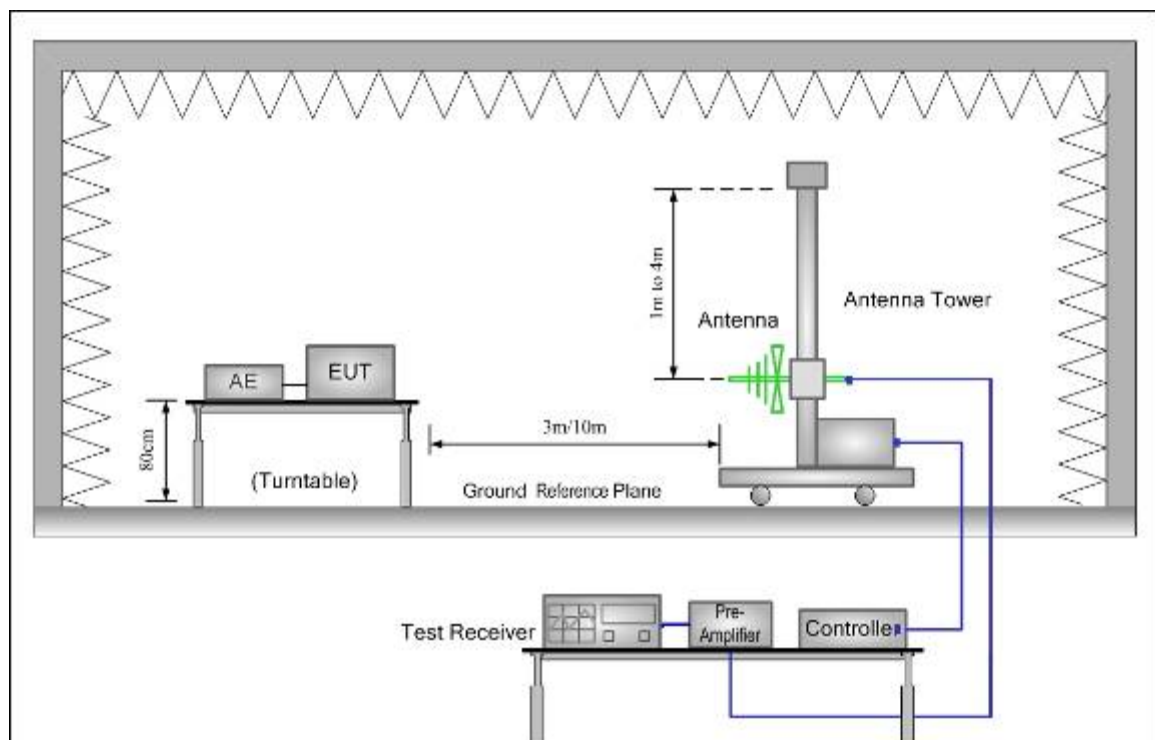 1m to 4m
Antenna
Antenna Tower
AE
EUT
80cm
3m/10m
(Turntable)
Ground Reference Plane
Test Receiver
Pre-
Amplifier
Controller